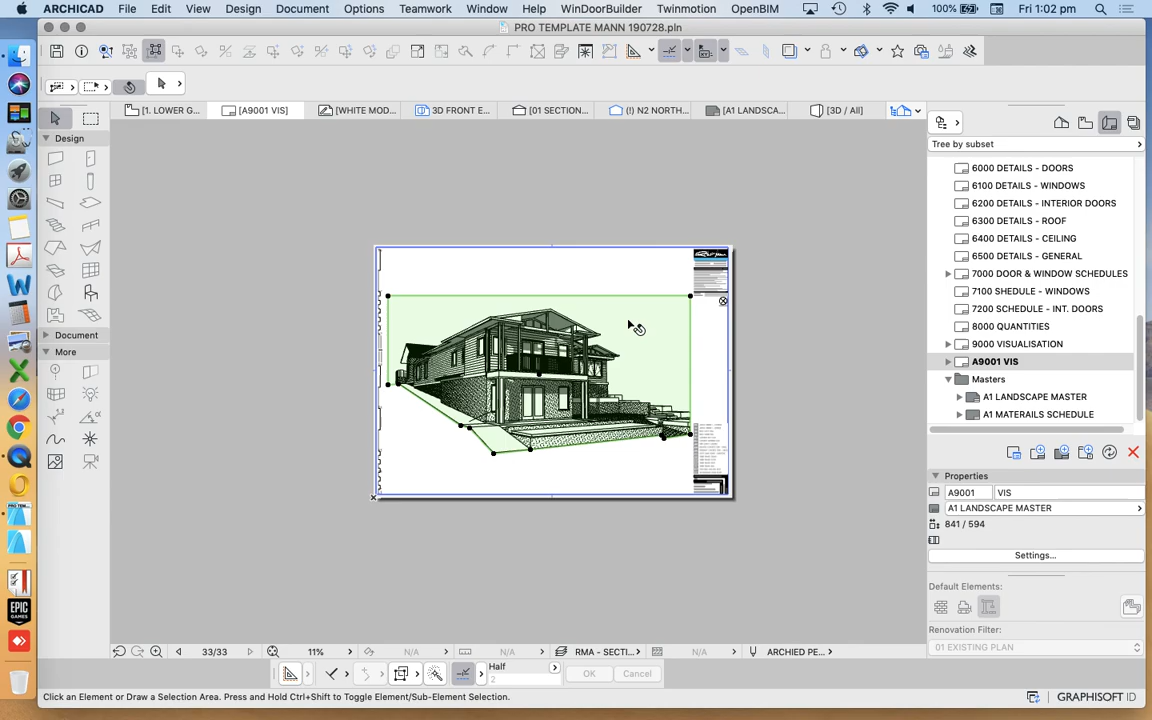 ARCHICAD File Edit View Design Document Options Teamwork Window Help WinDoorBuilder Twinmotion OpenBIM 100% Fri 1:02 pm
PRO TEMPLATE MANN 190728.pln
[1. LOWER G... [A9001 VIS] [WHITE MOD... 3D FRONT E... [01 SECTION... (!) N2 NORTH... [A1 LANDSCA... [3D / All]
Design
Document
More
Tree by subset
6000 DETAILS - DOORS
6100 DETAILS - WINDOWS
6200 DETAILS - INTERIOR DOORS
6300 DETAILS - ROOF
6400 DETAILS - CEILING
6500 DETAILS - GENERAL
7000 DOOR & WINDOW SCHEDULES
7100 SHEDULE - WINDOWS
7200 SCHEDULE - INT. DOORS
8000 QUANTITIES
9000 VISUALISATION
A9001 VIS
Masters
A1 LANDSCAPE MASTER
A1 MATERAILS SCHEDULE
Properties
A9001 VIS
A1 LANDSCAPE MASTER
841 / 594
Settings...
Default Elements:
Renovation Filter:
01 EXISTING PLAN
33/33 11% N/A N/A RMA - SECTI... N/A ARCHIED PE...
Half
2
OK Cancel
Click an Element or Draw a Selection Area. Press and Hold Ctrl+Shift to Toggle Element/Sub-Element Selection.
GRAPHISOFT ID
EPIC
GAMES